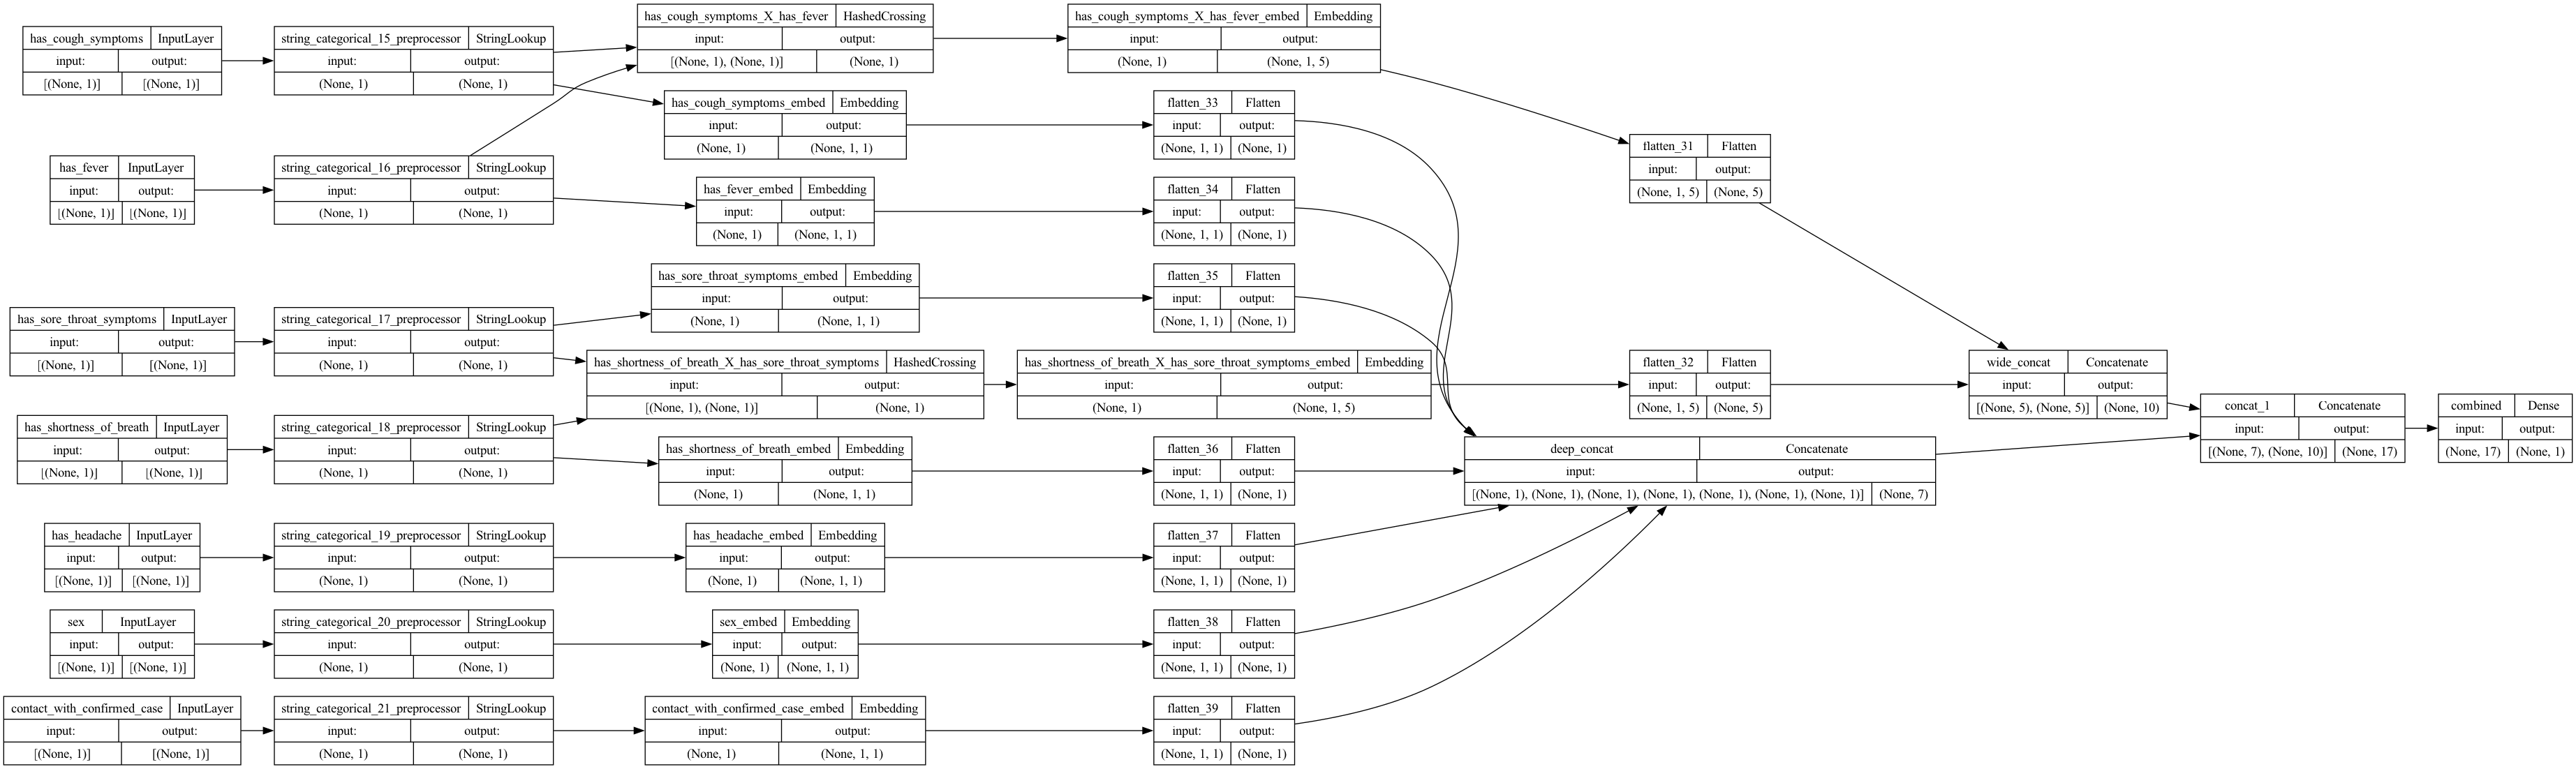 has_cough_symptoms InputLayer
input: output:
[(None, 1)] [(None, 1)]
string_categorical_15_preprocessor StringLookup
input: output:
(None, 1) (None, 1)
has_cough_symptoms_X_has_fever HashedCrossing
input: output:
[(None, 1), (None, 1)] (None, 1)
has_cough_symptoms_X_has_fever_embed Embedding
input: output:
(None, 1) (None, 1, 5)
has_cough_symptoms_embed Embedding
input: output:
(None, 1) (None, 1, 1)
flatten_33 Flatten
input: output:
(None, 1, 1) (None, 1)
flatten_31 Flatten
input: output:
(None, 1, 5) (None, 5)
has_fever InputLayer
input: output:
[(None, 1)] [(None, 1)]
string_categorical_16_preprocessor StringLookup
input: output:
(None, 1) (None, 1)
has_fever_embed Embedding
input: output:
(None, 1) (None, 1, 1)
flatten_34 Flatten
input: output:
(None, 1, 1) (None, 1)
has_sore_throat_symptoms InputLayer
input: output:
[(None, 1)] [(None, 1)]
string_categorical_17_preprocessor StringLookup
input: output:
(None, 1) (None, 1)
has_sore_throat_symptoms_embed Embedding
input: output:
(None, 1) (None, 1, 1)
flatten_35 Flatten
input: output:
(None, 1, 1) (None, 1)
has_shortness_of_breath_X_has_sore_throat_symptoms HashedCrossing
input: output:
[(None, 1), (None, 1)] (None, 1)
has_shortness_of_breath_X_has_sore_throat_symptoms_embed Embedding
input: output:
(None, 1) (None, 1, 5)
flatten_32 Flatten
input: output:
(None, 1, 5) (None, 5)
wide_concat Concatenate
input: output:
[(None, 5), (None, 5)] (None, 10)
has_shortness_of_breath InputLayer
input: output:
[(None, 1)] [(None, 1)]
string_categorical_18_preprocessor StringLookup
input: output:
(None, 1) (None, 1)
has_shortness_of_breath_embed Embedding
input: output:
(None, 1) (None, 1, 1)
flatten_36 Flatten
input: output:
(None, 1, 1) (None, 1)
deep_concat Concatenate
input: output:
[(None, 1), (None, 1), (None, 1), (None, 1), (None, 1), (None, 1), (None, 1)] (None, 7)
concat_1 Concatenate
input: output:
[(None, 7), (None, 10)] (None, 17)
combined Dense
input: output:
(None, 17) (None, 1)
has_headache InputLayer
input: output:
[(None, 1)] [(None, 1)]
string_categorical_19_preprocessor StringLookup
input: output:
(None, 1) (None, 1)
has_headache_embed Embedding
input: output:
(None, 1) (None, 1, 1)
flatten_37 Flatten
input: output:
(None, 1, 1) (None, 1)
sex InputLayer
input: output:
[(None, 1)] [(None, 1)]
string_categorical_20_preprocessor StringLookup
input: output:
(None, 1) (None, 1)
sex_embed Embedding
input: output:
(None, 1) (None, 1, 1)
flatten_38 Flatten
input: output:
(None, 1, 1) (None, 1)
contact_with_confirmed_case InputLayer
input: output:
[(None, 1)] [(None, 1)]
string_categorical_21_preprocessor StringLookup
input: output:
(None, 1) (None, 1)
contact_with_confirmed_case_embed Embedding
input: output:
(None, 1) (None, 1, 1)
flatten_39 Flatten
input: output:
(None, 1, 1) (None, 1)